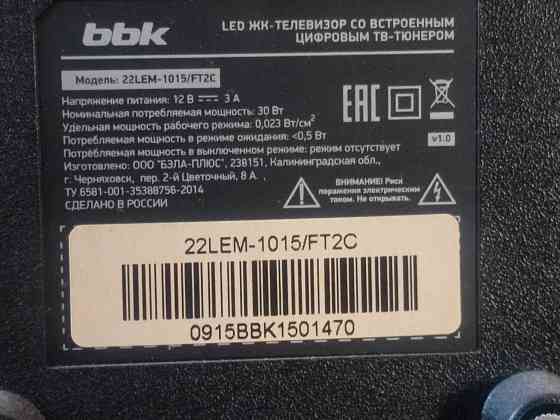 bbk
LED ЖК-ТЕЛЕВИЗОР СО ВСТРОЕННЫМ
ЦИФРОВЫМ ТВ-ТЮНЕРОМ
Модель: 22LEM-1015/FT2C
Напряжение питания: 12 В ⎓ 3 А
Номинальная потребляемая мощность: 30 Вт
Удельная мощность рабочего режима: 0,023 Вт/см²
Потребляемая мощность в режиме ожидания: <0,5 Вт
Потребляемая мощность в выключенном режиме: режим отсутствует
Изготовлено: ООО "БЭЛА-ПЛЮС", 238151, Калининградская обл.,
г. Черняховск, пер. 2-й Цветочный, 8 А.
ТУ 6581-001-35388756-2014
СДЕЛАНО В РОССИИ
EAC
v1.0
ВНИМАНИЕ! Риск
поражения электрическим
током. Не открывать.
22LEM-1015/FT2C
0915BBK1501470